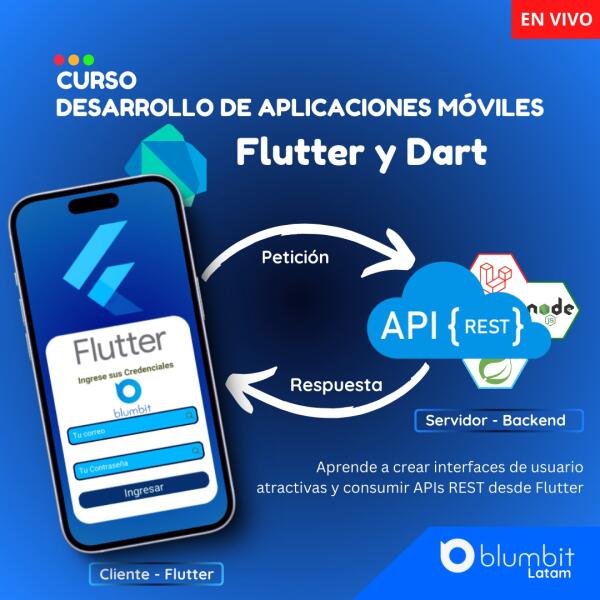 EN VIVO
CURSO
DESARROLLO DE APLICACIONES MÓVILES
Flutter y Dart
Petición
API {REST}
node
JS
Flutter
Ingrese sus Credenciales
blumbit
Tu correo
Tu Contraseña
Ingresar
Respuesta
Servidor - Backend
Aprende a crear interfaces de usuario
atractivas y consumir APIs REST desde Flutter
Cliente - Flutter
blumbit
Latam